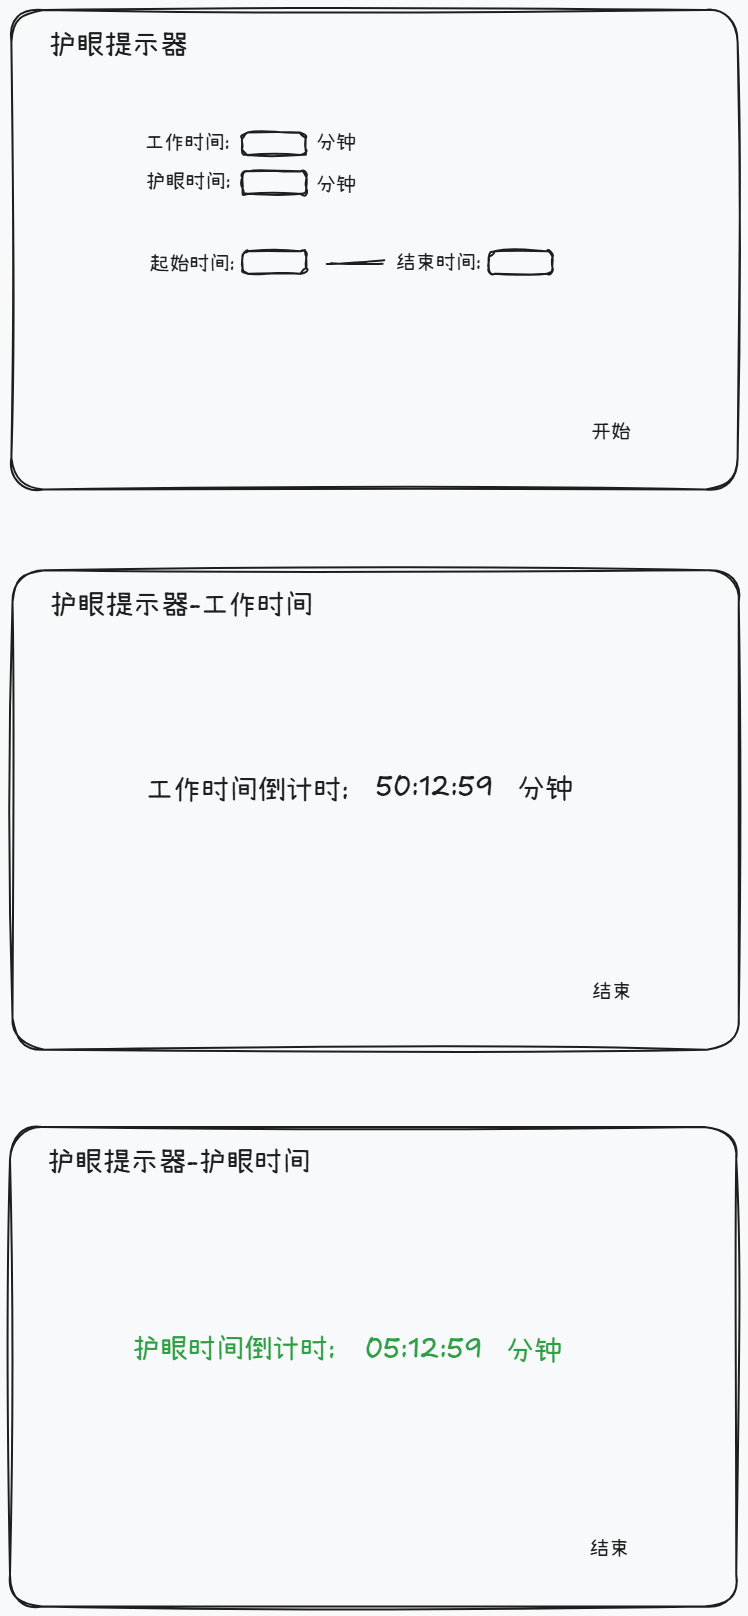 护眼提示器
工作时间: 分钟
护眼时间: 分钟
起始时间: 结束时间:
开始
护眼提示器-工作时间
工作时间倒计时: 50:12:59 分钟
结束
护眼提示器-护眼时间
护眼时间倒计时: 05:12:59 分钟
结束